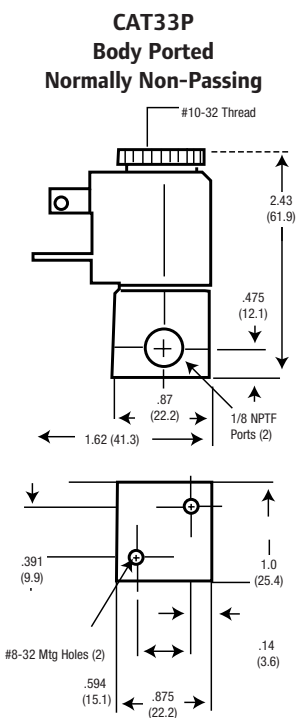 CAT33P
Body Ported
Normally Non-Passing
#10-32 Thread
2.43
(61.9)
.475
(12.1)
.87
(22.2)
1/8 NPTF
Ports (2)
1.62 (41.3)
.391
(9.9)
1.0
(25.4)
#8-32 Mtg Holes (2)
.14
(3.6)
.594
(15.1)
.875
(22.2)